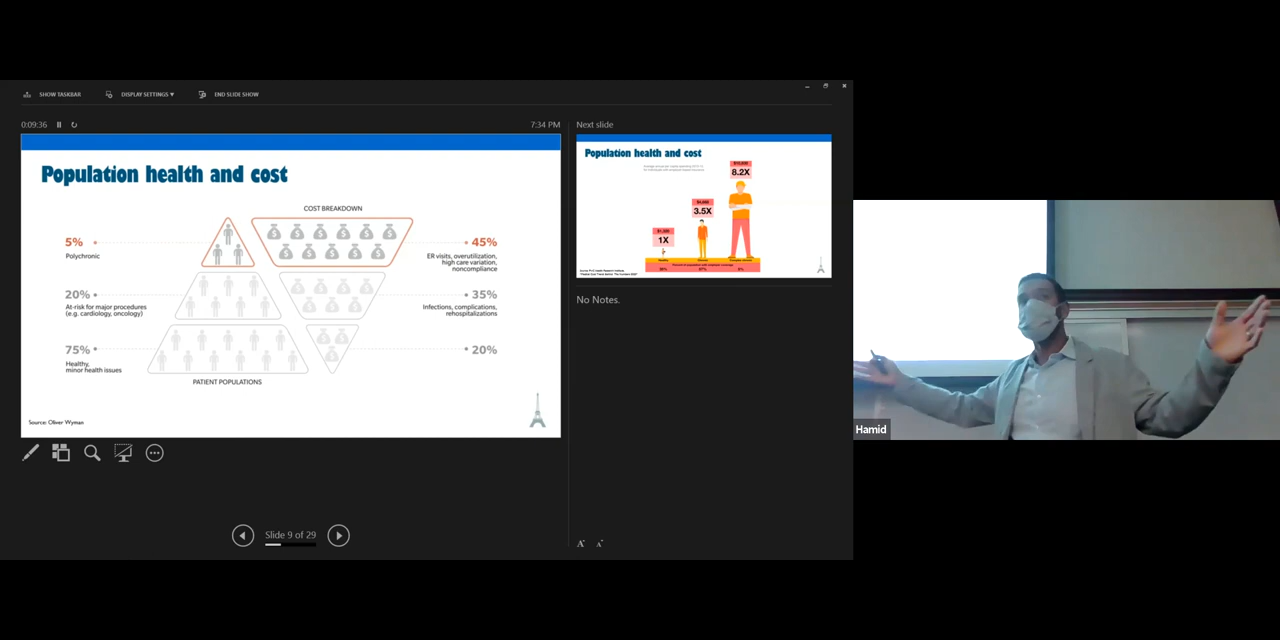 SHOW TASKBAR
DISPLAY SETTINGS ▾
END SLIDE SHOW
0:09:36
7:34 PM
Population health and cost
COST BREAKDOWN
5%
Polychronic
45%
ER visits, overutilization,
high care variation,
noncompliance
20%
At-risk for major procedures
(e.g. cardiology, oncology)
35%
Infections, complications,
rehospitalizations
75%
Healthy,
minor health issues
20%
PATIENT POPULATIONS
Source: Oliver Wyman
Slide 9 of 29
Next slide
Population health and cost
8.2X
3.5X
1X
No Notes.
A
A
Hamid